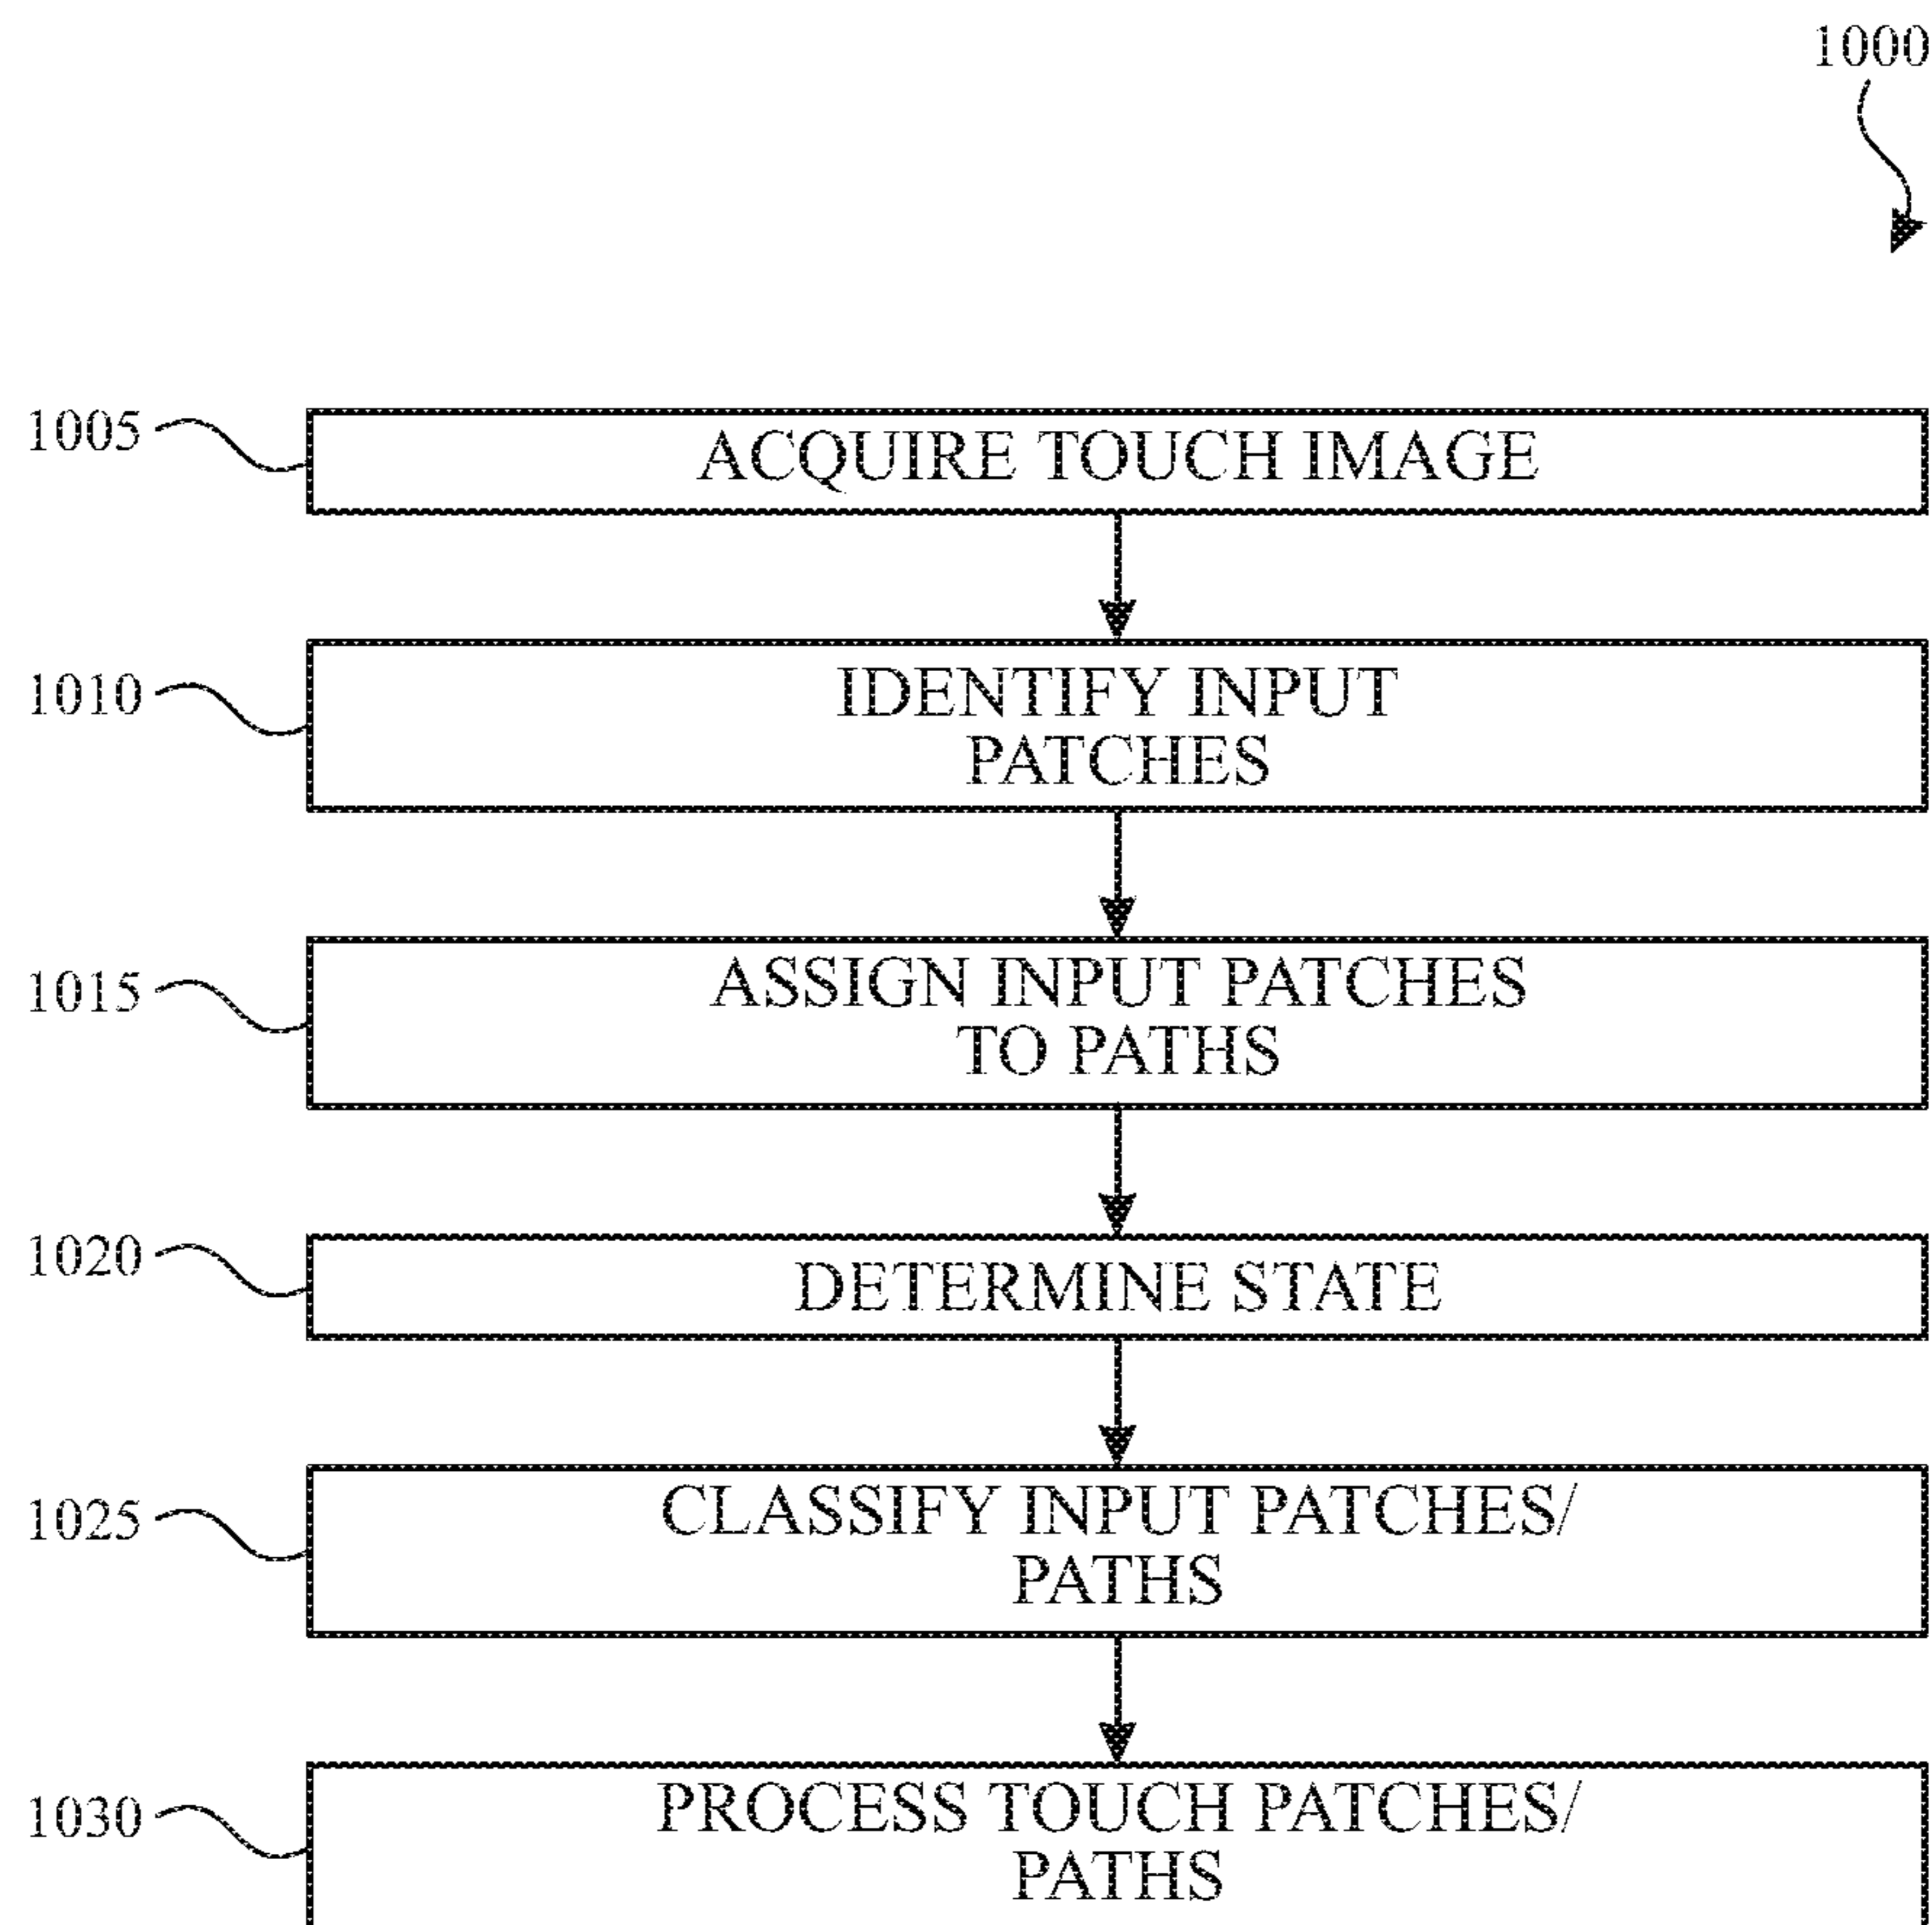 1000
1005
ACQUIRE TOUCH IMAGE
1010
IDENTIFY INPUT
PATCHES
1015
ASSIGN INPUT PATCHES
TO PATHS
1020
DETERMINE STATE
1025
CLASSIFY INPUT PATCHES/
PATHS
1030
PROCESS TOUCH PATCHES/
PATHS